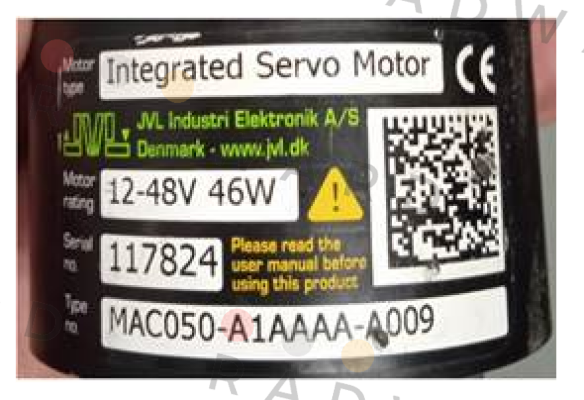 Motor type Integrated Servo Motor CE
JVL JVL Industri Elektronik A/S
Denmark - www.jvl.dk
Motor rating 12-48V 46W
Serial no. 117824 Please read the
user manual before
using this product
Type no. MAC050-A1AAAA-A009